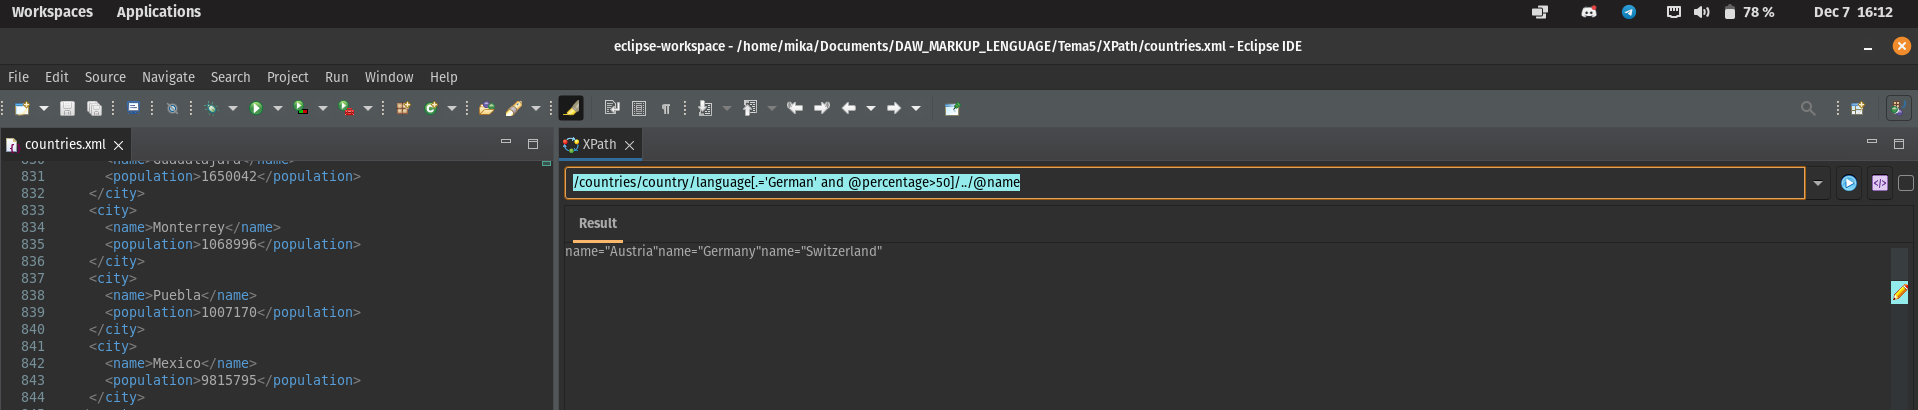 Workspaces Applications 78 % Dec 7 16:12
eclipse-workspace - /home/mika/Documents/DAW_MARKUP_LENGUAGE/Tema5/XPath/countries.xml - Eclipse IDE
File Edit Source Navigate Search Project Run Window Help
countries.xml
831 <population>1650042</population>
832 </city>
833 <city>
834 <name>Monterrey</name>
835 <population>1068996</population>
836 </city>
837 <city>
838 <name>Puebla</name>
839 <population>1007170</population>
840 </city>
841 <city>
842 <name>Mexico</name>
843 <population>9815795</population>
844 </city>
XPath
/countries/country/language[.='German' and @percentage>50]/../@name
Result
name="Austria"name="Germany"name="Switzerland"